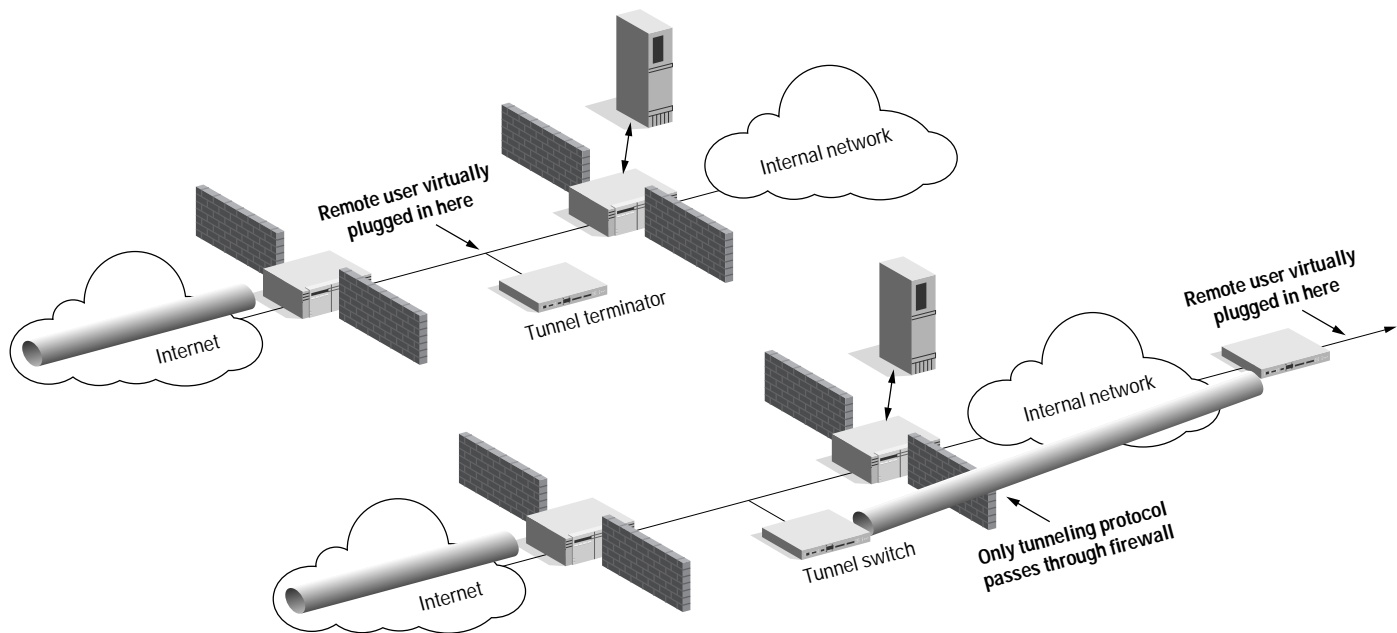 Internal network
Remote user virtually
plugged in here
Tunnel terminator
Internet
Remote user virtually
plugged in here
Internal network
Only tunneling protocol
passes through firewall
Tunnel switch
Internet